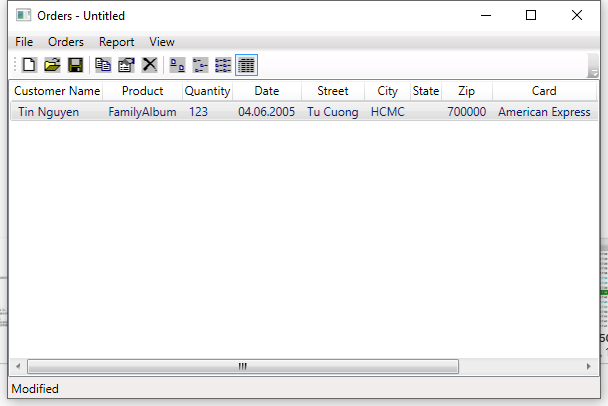 Orders - Untitled
File Orders Report View
Customer Name Product Quantity Date Street City State Zip Card
Tin Nguyen FamilyAlbum 123 04.06.2005 Tu Cuong HCMC 700000 American Express
Modified